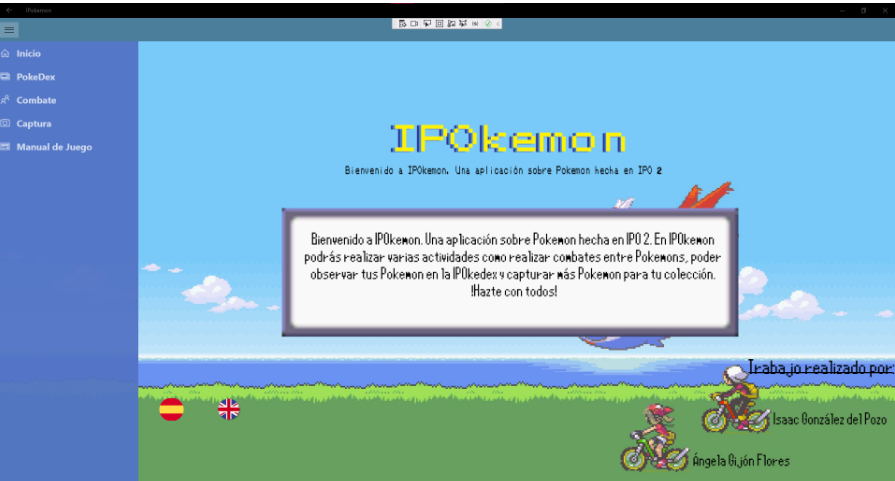 IPokemon
Inicio
PokeDex
Combate
Captura
Manual de Juego
IPOkemon
Bienvenido a IPOkemon. Una aplicación sobre Pokemon hecha en IPO 2
Bienvenido a IPOkemon. Una aplicación sobre Pokemon hecha en IPO 2. En IPOkemon
podrás realizar varias actividades como realizar combates entre Pokemons, poder
observar tus Pokemon en la IPOkedex y capturar más Pokemon para tu colección.
!Hazte con todos!
Trabajo realizado por:
Isaac González del Pozo
Ángela Gijón Flores